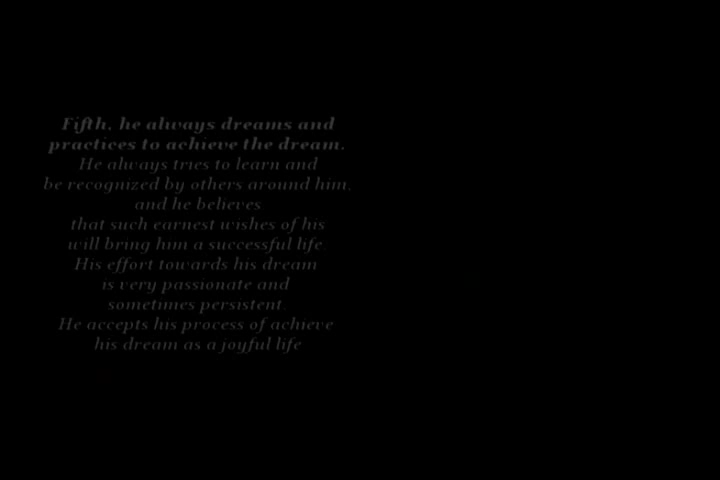 Fifth, he always dreams and
practices to achieve the dream.
He always tries to learn and
be recognized by others around him.
and he believes
that such earnest wishes of his
will bring him a successful life.
His effort towards his dream
is very passionate and
sometimes persistent.
He accepts his process of achieve
his dream as a joyful life